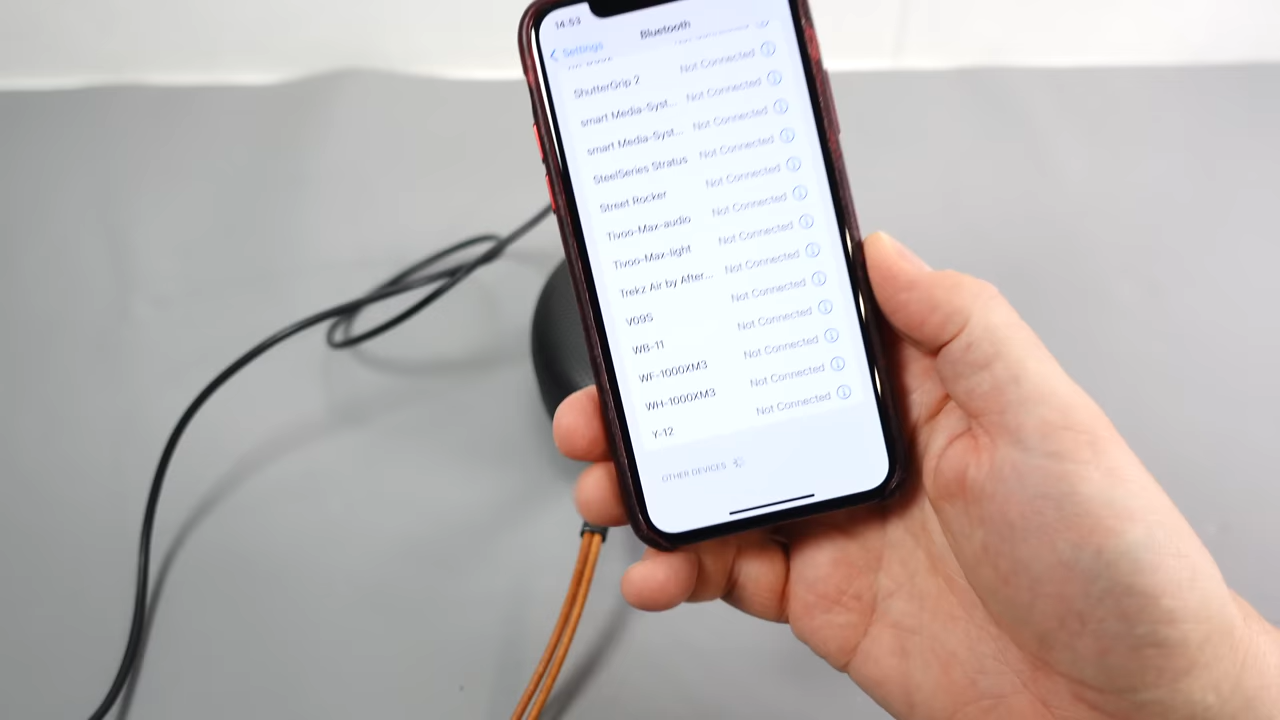 14:53
Bluetooth
Settings
ShutterGrip 2 Not Connected
smart Media-Syst... Not Connected
smart Media-Syst... Not Connected
SteelSeries Stratus Not Connected
Street Rocker Not Connected
Tivoo-Max-audio Not Connected
Tivoo-Max-light Not Connected
Trekz Air by After... Not Connected
V09S Not Connected
WB-11 Not Connected
WF-1000XM3 Not Connected
WH-1000XM3 Not Connected
Y-12 Not Connected
OTHER DEVICES